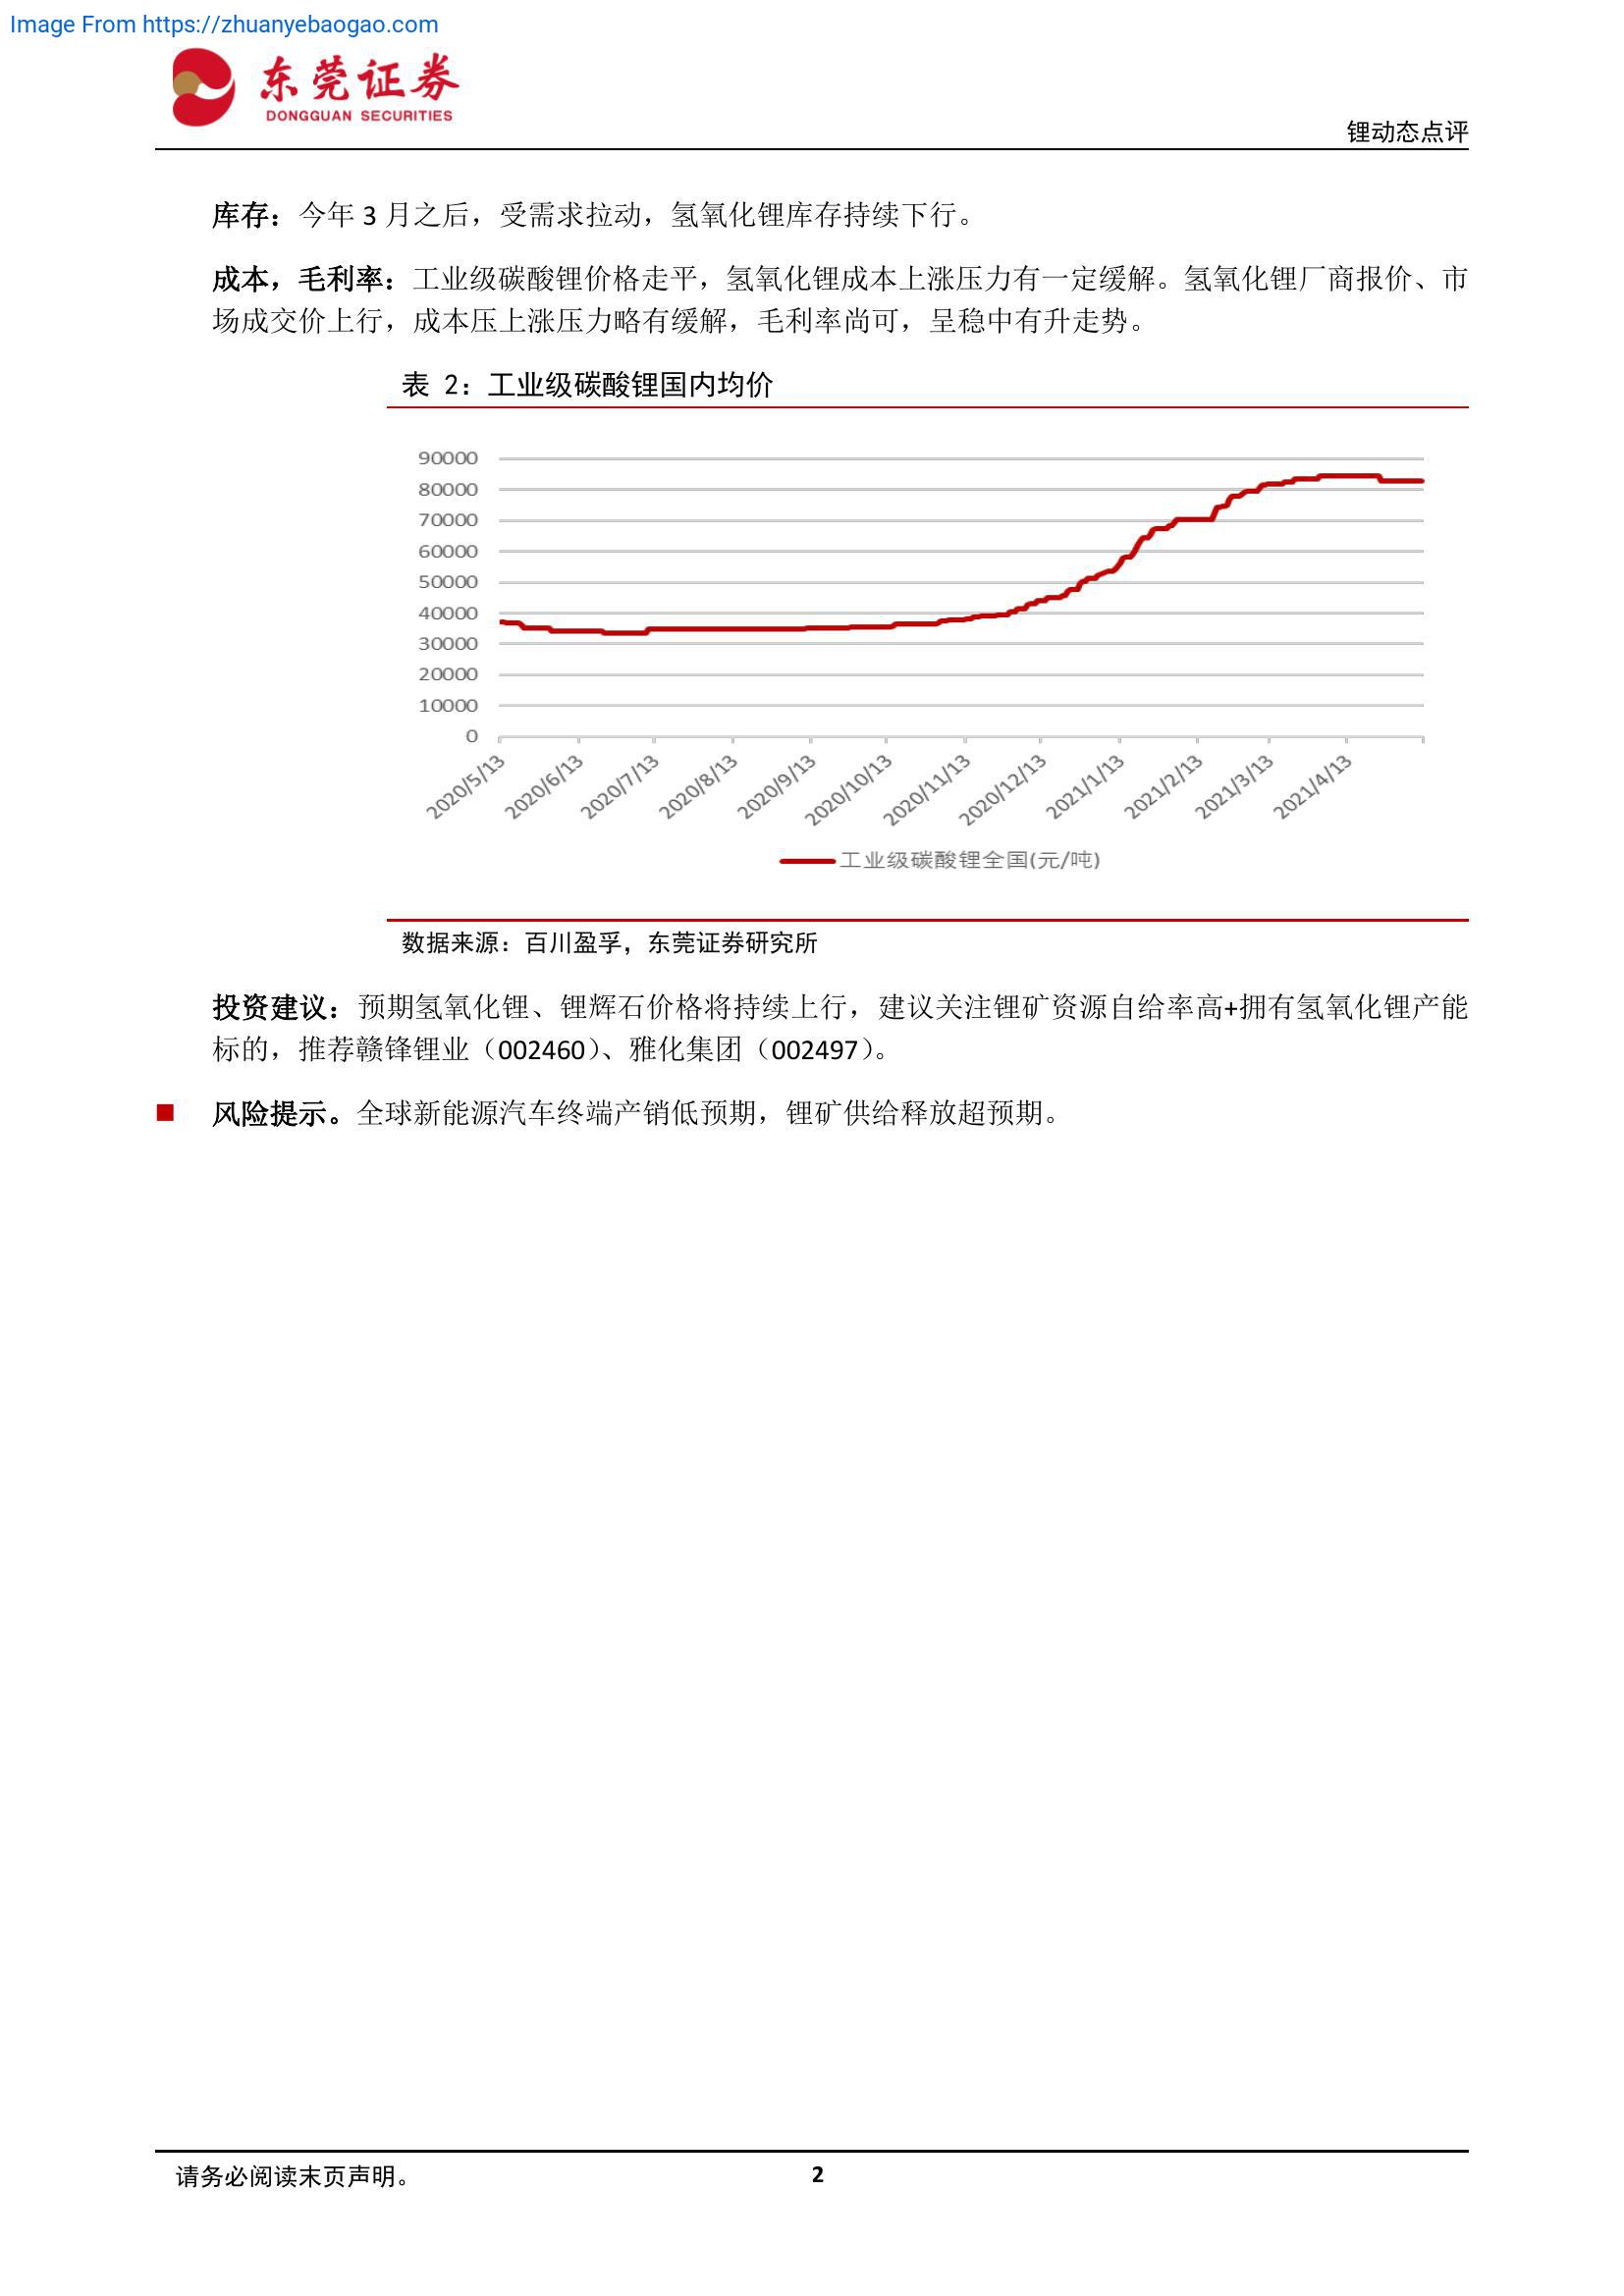 Image From https://zhuanyebaogao.com
东莞证券
DONGGUAN SECURITIES
锂动态点评
库存：今年 3 月之后，受需求拉动，氢氧化锂库存持续下行。
成本，毛利率：工业级碳酸锂价格走平，氢氧化锂成本上涨压力有一定缓解。氢氧化锂厂商报价、市
场成交价上行，成本压上涨压力略有缓解，毛利率尚可，呈稳中有升走势。
表 2：工业级碳酸锂国内均价
90000
80000
70000
60000
50000
40000
30000
20000
10000
0
2020/5/13
2020/6/13
2020/7/13
2020/8/13
2020/9/13
2020/10/13
2020/11/13
2020/12/13
2021/1/13
2021/2/13
2021/3/13
2021/4/13
工业级碳酸锂全国(元/吨)
数据来源：百川盈孚，东莞证券研究所
投资建议：预期氢氧化锂、锂辉石价格将持续上行，建议关注锂矿资源自给率高+拥有氢氧化锂产能
标的，推荐赣锋锂业（002460）、雅化集团（002497）。
风险提示。全球新能源汽车终端产销低预期，锂矿供给释放超预期。
请务必阅读末页声明。
2